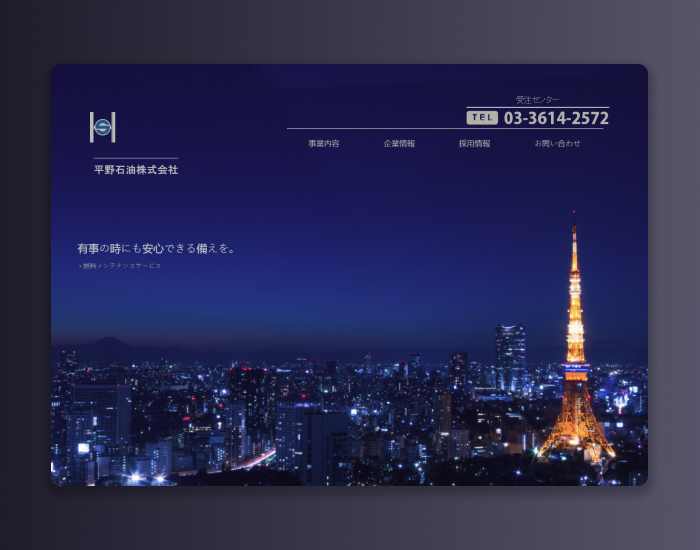 受注センター
TEL 03-3614-2572
平野石油株式会社
事業内容 企業情報 採用情報 お問い合わせ
有事の時にも安心できる備えを。
› 燃料メンテナンスサービス